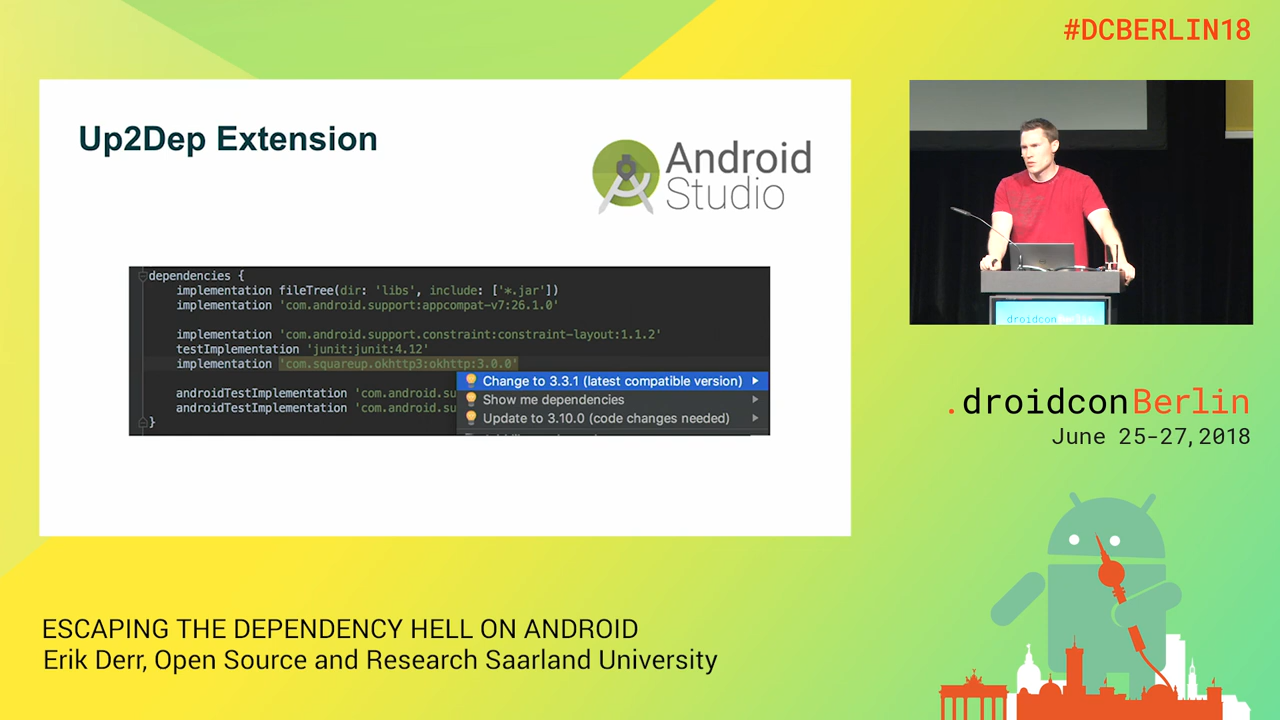 #DCBERLIN18
Up2Dep Extension
Android
Studio
dependencies {
implementation fileTree(dir: 'libs', include: ['*.jar'])
implementation 'com.android.support:appcompat-v7:26.1.0'
implementation 'com.android.support.constraint:constraint-layout:1.1.2'
testImplementation 'junit:junit:4.12'
implementation 'com.squareup.okhttp3:okhttp:3.0.0'
Change to 3.3.1 (latest compatible version)
androidTestImplementation 'com.android.su
Show me dependencies
androidTestImplementation 'com.android.su
Update to 3.10.0 (code changes needed)
}
droidcon Berlin
.droidconBerlin
June 25-27, 2018
ESCAPING THE DEPENDENCY HELL ON ANDROID
Erik Derr, Open Source and Research Saarland University